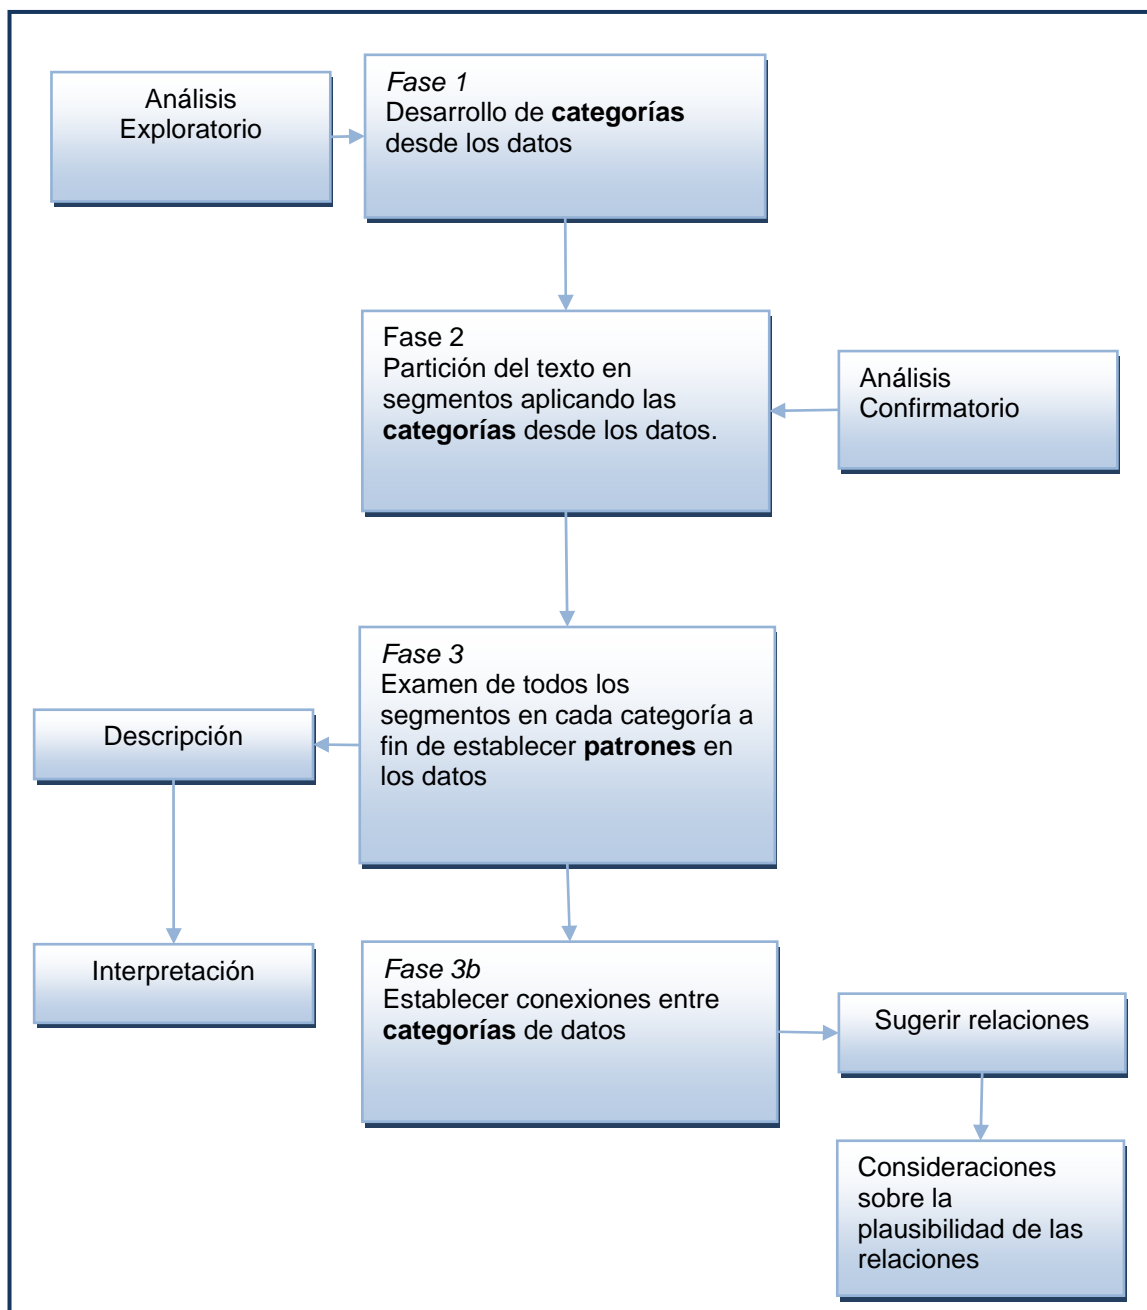 Análisis
Exploratorio
Fase 1
Desarrollo de categorías
desde los datos
Fase 2
Partición del texto en
segmentos aplicando las
categorías desde los datos.
Análisis
Confirmatorio
Fase 3
Examen de todos los
segmentos en cada categoría a
fin de establecer patrones en
los datos
Descripción
Interpretación
Fase 3b
Establecer conexiones entre
categorías de datos
Sugerir relaciones
Consideraciones
sobre la
plausibilidad de las
relaciones